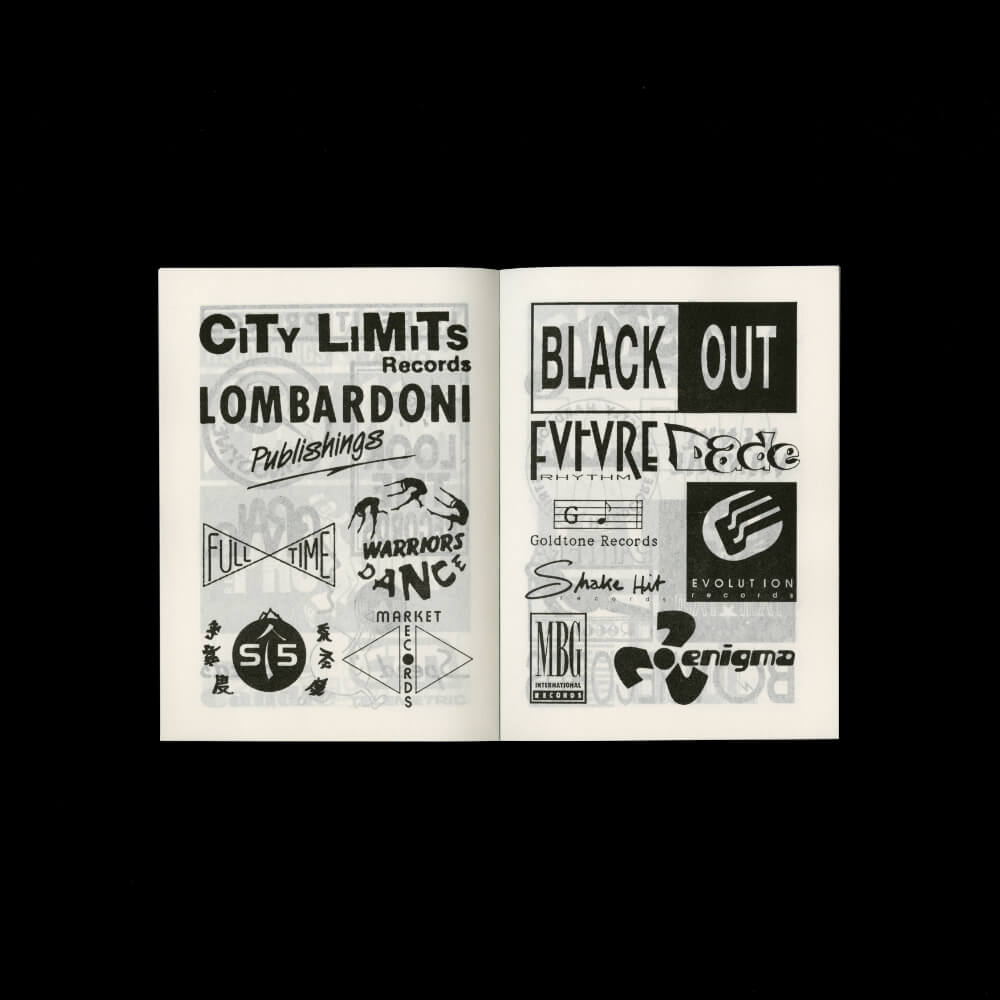 CiTy LiMiTs
Records
LOMBARDONI
Publishings
FULL TIME
WARRIORS
DANCE
S 5
MARKET
RECORDS
BLACK OUT
FVTVRE
RHYTHM
Dade
G
Goldtone Records
EVOLUTION
records
Shake Hit
records
MBG
INTERNATIONAL
RECORDS
enigma